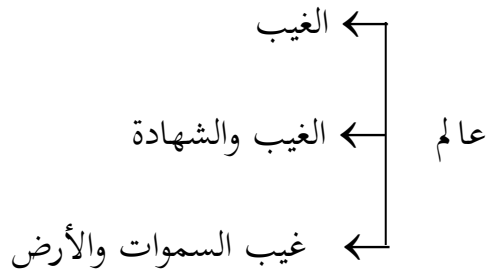 الغيب
عالم الغيب والشهادة
غيب السموات والأرض